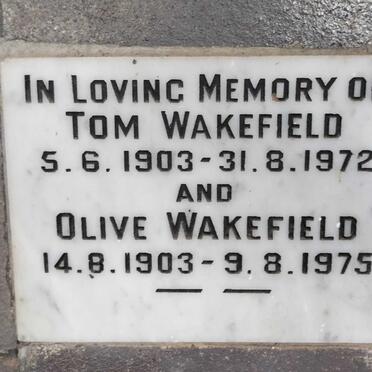 IN LOVING MEMORY O
TOM WAKEFIELD
5.6.1903-31.8.1972
AND
OLIVE WAKEFIELD
14.8.1903-9.8.1975